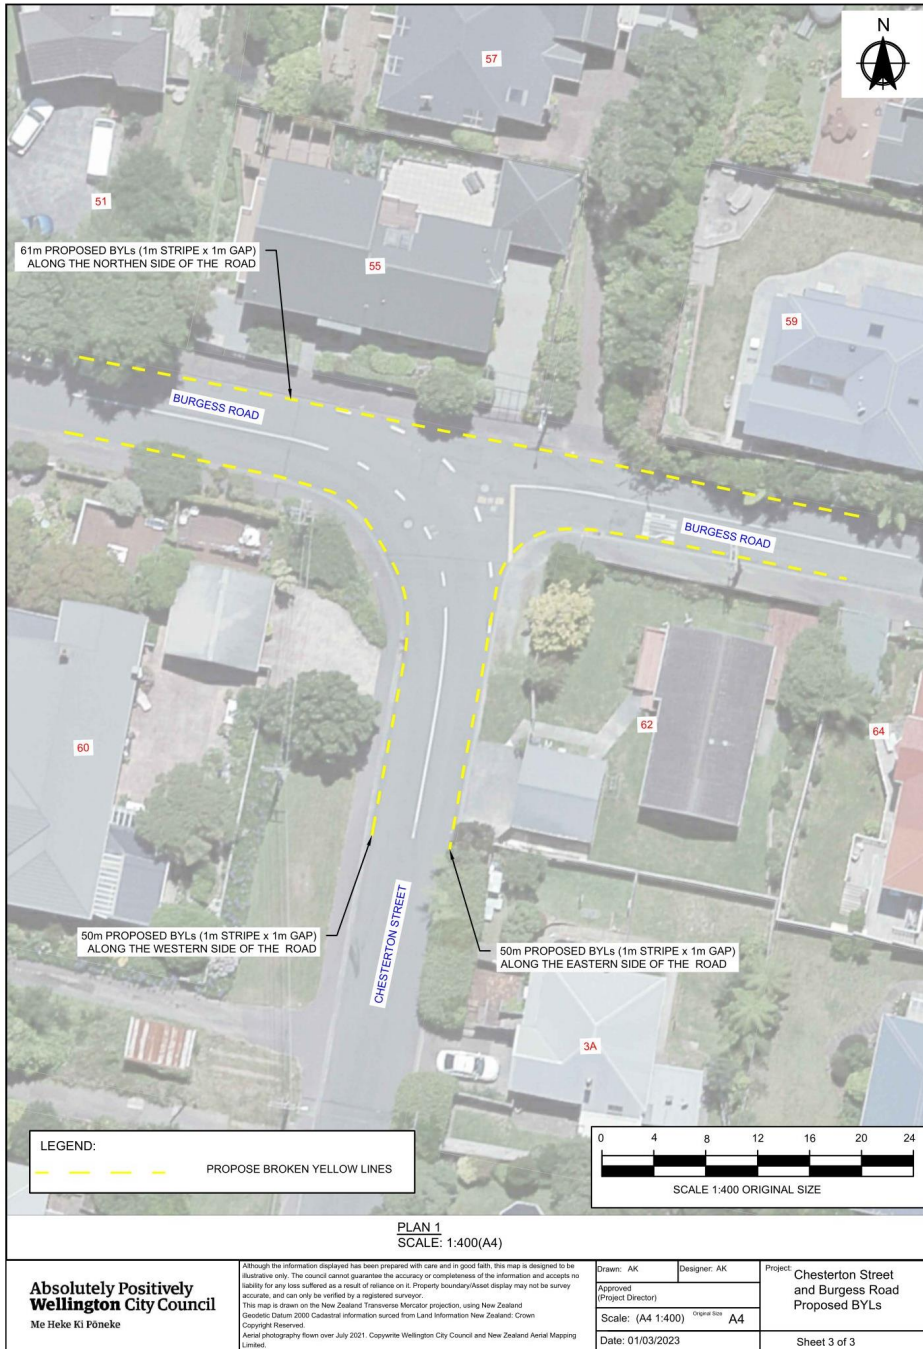 N
57
51
61m PROPOSED BYLs (1m STRIPE x 1m GAP)
ALONG THE NORTHEN SIDE OF THE ROAD
55
59
BURGESS ROAD
BURGESS ROAD
60
62
64
50m PROPOSED BYLs (1m STRIPE x 1m GAP)
ALONG THE WESTERN SIDE OF THE ROAD
CHESTERTON STREET
50m PROPOSED BYLs (1m STRIPE x 1m GAP)
ALONG THE EASTERN SIDE OF THE ROAD
3A
LEGEND:
PROPOSE BROKEN YELLOW LINES
0 4 8 12 16 20 24
SCALE 1:400 ORIGINAL SIZE
PLAN 1
SCALE: 1:400(A4)
Absolutely Positively
Wellington City Council
Me Heke Ki Pōneke
Although the information displayed has been prepared with care and in good faith, this map is designed to be
illustrative only. The council cannot guarantee the accuracy or completeness of the information and accepts no
liability for any loss suffered as a result of reliance on it. Property boundary/Asset display may not be survey
accurate, and can only be verified by a registered surveyor.
This map is drawn on the New Zealand Transverse Mercator projection, using New Zealand
Geodetic Datum 2000 Cadastral information surced from Land Information New Zealand: Crown
Copyright Reserved.
Aerial photography flown over July 2021. Copywrite Wellington City Council and New Zealand Aerial Mapping
Limited.
Drawn: AK
Designer: AK
Approved
(Project Director)
Scale: (A4 1:400) Original Size A4
Date: 01/03/2023
Project: Chesterton Street
and Burgess Road
Proposed BYLs
Sheet 3 of 3